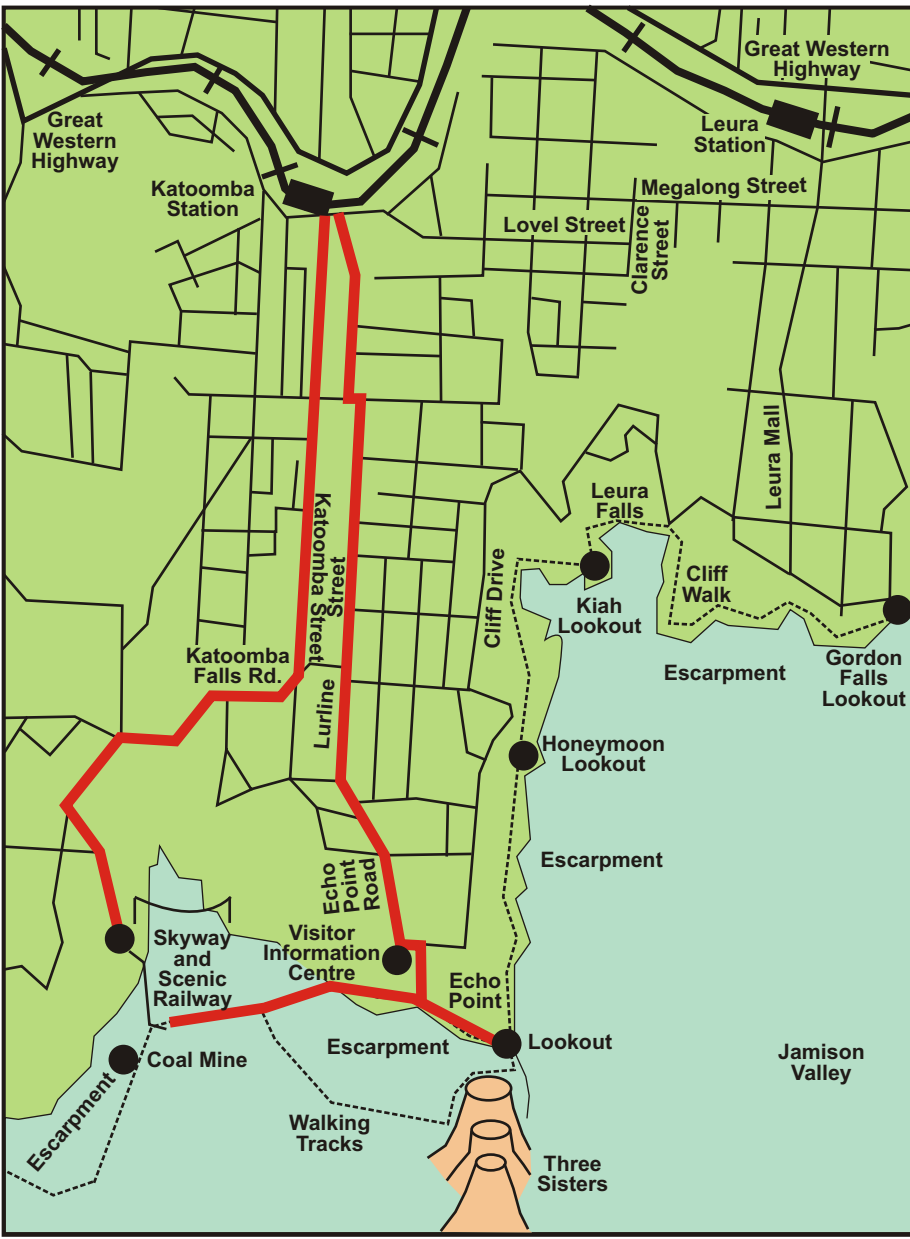 Great Western
Highway
Great
Western
Highway
Leura
Station
Katoomba
Station
Megalong Street
Lovel Street
Clarence
Street
Leura Mall
Leura
Falls
Katoomba Street
Street
Cliff Drive
Cliff
Walk
Kiah
Lookout
Katoomba
Falls Rd.
Escarpment
Gordon
Falls
Lookout
Lurline
Honeymoon
Lookout
Escarpment
Echo
Point
Road
Visitor
Information
Centre
Skyway
and
Scenic
Railway
Echo
Point
Lookout
Escarpment
Coal Mine
Jamison
Valley
Escarpment
Walking
Tracks
Three
Sisters